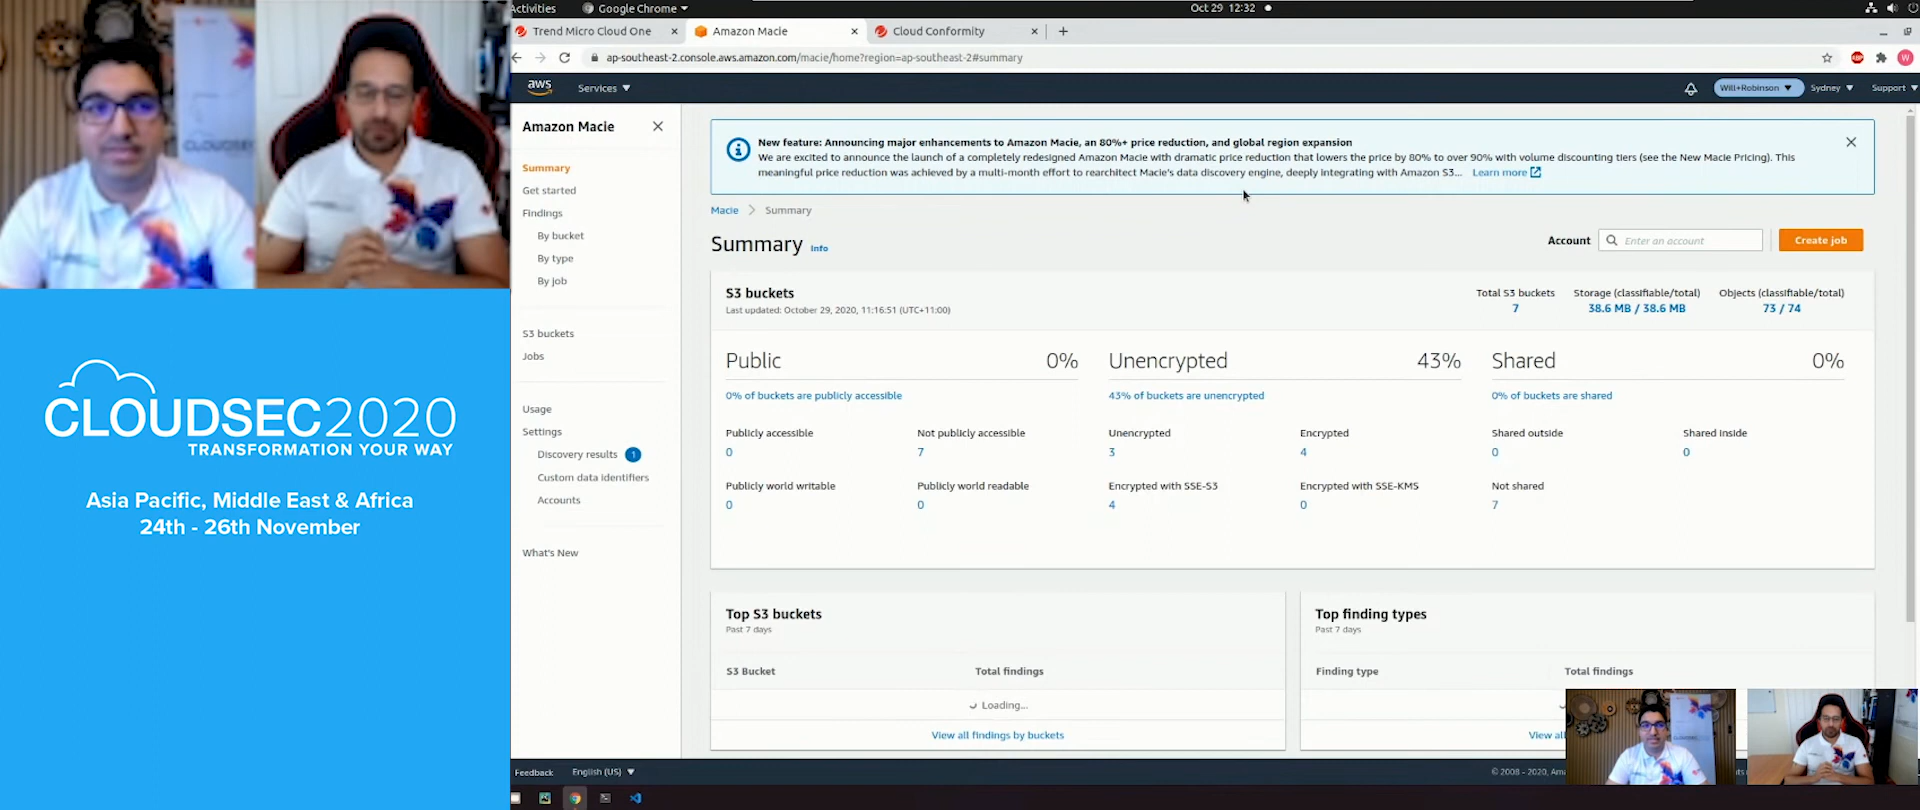 Activities
Google Chrome
Oct 29 12:32
Trend Micro Cloud One
Amazon Macie
Cloud Conformity
ap-southeast-2.console.aws.amazon.com/macie/home?region=ap-southeast-2#summary
ABP
W
aws
Services
Will+Robinson
Sydney
Support
Amazon Macie
Summary
Get started
Findings
By bucket
By type
By job
S3 buckets
Jobs
Usage
Settings
Discovery results 1
Custom data identifiers
Accounts
What's New
New feature: Announcing major enhancements to Amazon Macie, an 80%+ price reduction, and global region expansion
We are excited to announce the launch of a completely redesigned Amazon Macie with dramatic price reduction that lowers the price by 80% to over 90% with volume discounting tiers (see the New Macie Pricing). This
meaningful price reduction was achieved by a multi-month effort to rearchitect Macie's data discovery engine, deeply integrating with Amazon S3... Learn more
Macie > Summary
Summary Info
Account
Enter an account
Create job
S3 buckets
Last updated: October 29, 2020, 11:16:51 (UTC+11:00)
Total S3 buckets
7
Storage (classifiable/total)
38.6 MB / 38.6 MB
Objects (classifiable/total)
73 / 74
Public 0%
0% of buckets are publicly accessible
Publicly accessible
0
Not publicly accessible
7
Publicly world writable
0
Publicly world readable
0
Unencrypted 43%
43% of buckets are unencrypted
Unencrypted
3
Encrypted
4
Encrypted with SSE-S3
4
Encrypted with SSE-KMS
0
Shared 0%
0% of buckets are shared
Shared outside
0
Shared inside
0
Not shared
7
Top S3 buckets
Past 7 days
S3 Bucket
Total findings
Loading...
View all findings by buckets
Top finding types
Past 7 days
Finding type
Total findings
View all
Feedback
English (US)
© 2008 - 2020, Ama
CLOUDSEC2020
TRANSFORMATION YOUR WAY
Asia Pacific, Middle East & Africa
24th - 26th November